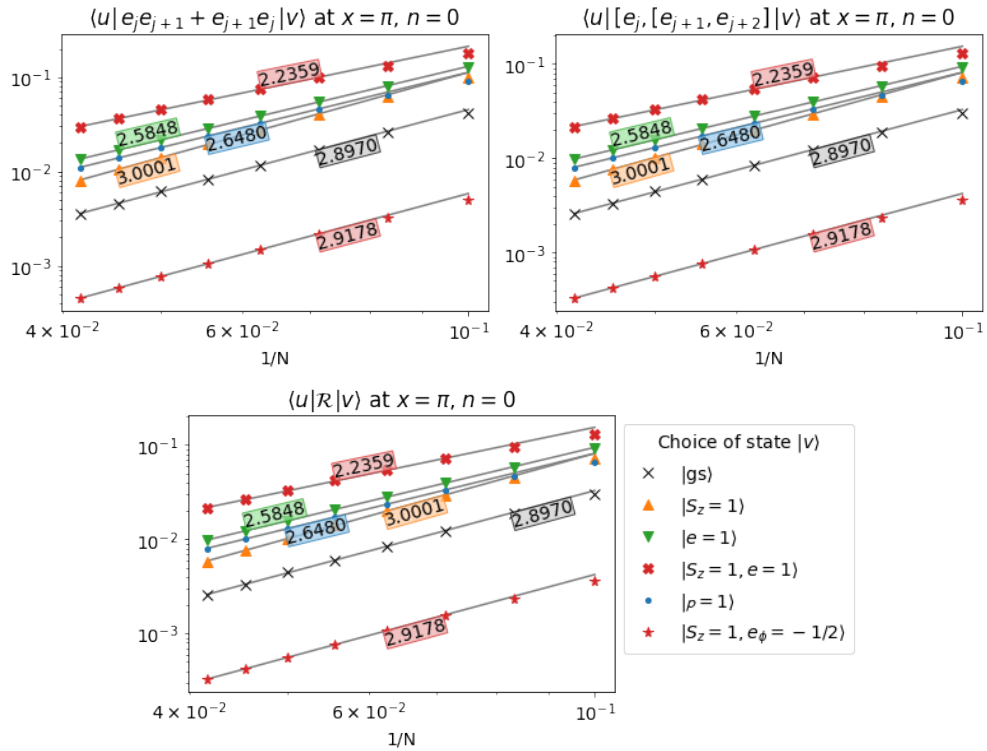 ⟨u| e_j e_{j+1} + e_{j+1} e_j |v⟩ at x = π, n = 0
10⁻¹
10⁻²
10⁻³
2.2359
2.5848
2.6480
2.8970
3.0001
2.9178
4 × 10⁻²
6 × 10⁻²
10⁻¹
1/N
⟨u| [e_j, [e_{j+1}, e_{j+2}] |v⟩ at x = π, n = 0
10⁻¹
10⁻²
10⁻³
2.2359
2.5848
2.6480
2.8970
3.0001
2.9178
4 × 10⁻²
6 × 10⁻²
10⁻¹
1/N
⟨u|ℛ|v⟩ at x = π, n = 0
10⁻¹
10⁻²
10⁻³
2.2359
2.5848
3.0001
2.8970
2.6480
2.9178
4 × 10⁻²
6 × 10⁻²
10⁻¹
1/N
Choice of state |v⟩
|gs⟩
|S_z = 1⟩
|e = 1⟩
|S_z = 1, e = 1⟩
|p = 1⟩
|S_z = 1, e_ϕ = −1/2⟩